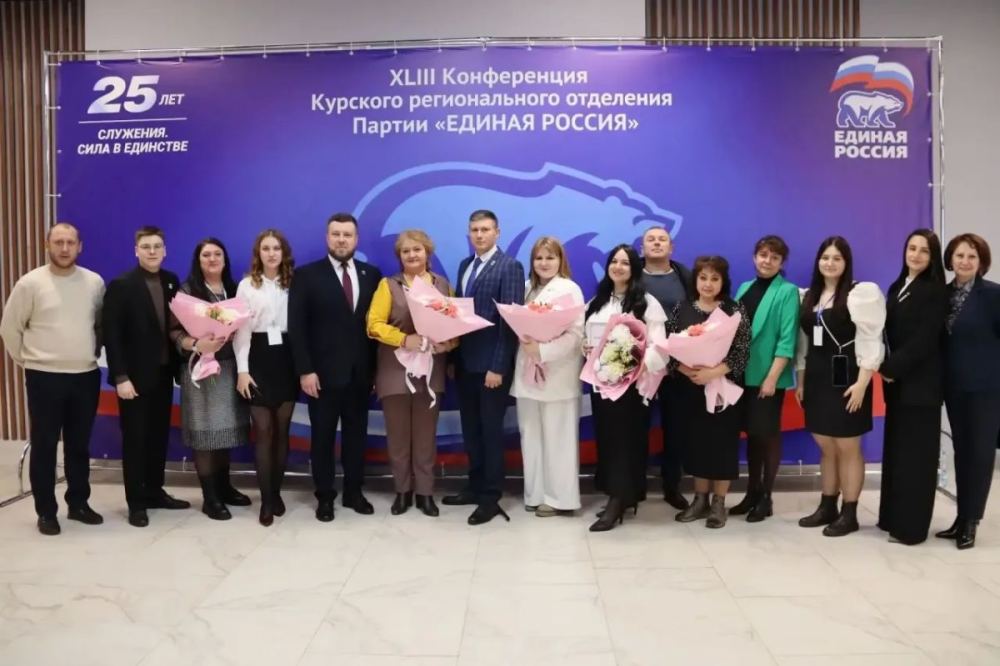 25 ЛЕТ
СЛУЖЕНИЯ.
СИЛА В ЕДИНСТВЕ
XLIII Конференция
Курского регионального отделения
Партии «ЕДИНАЯ РОССИЯ»
ЕДИНАЯ
РОССИЯ